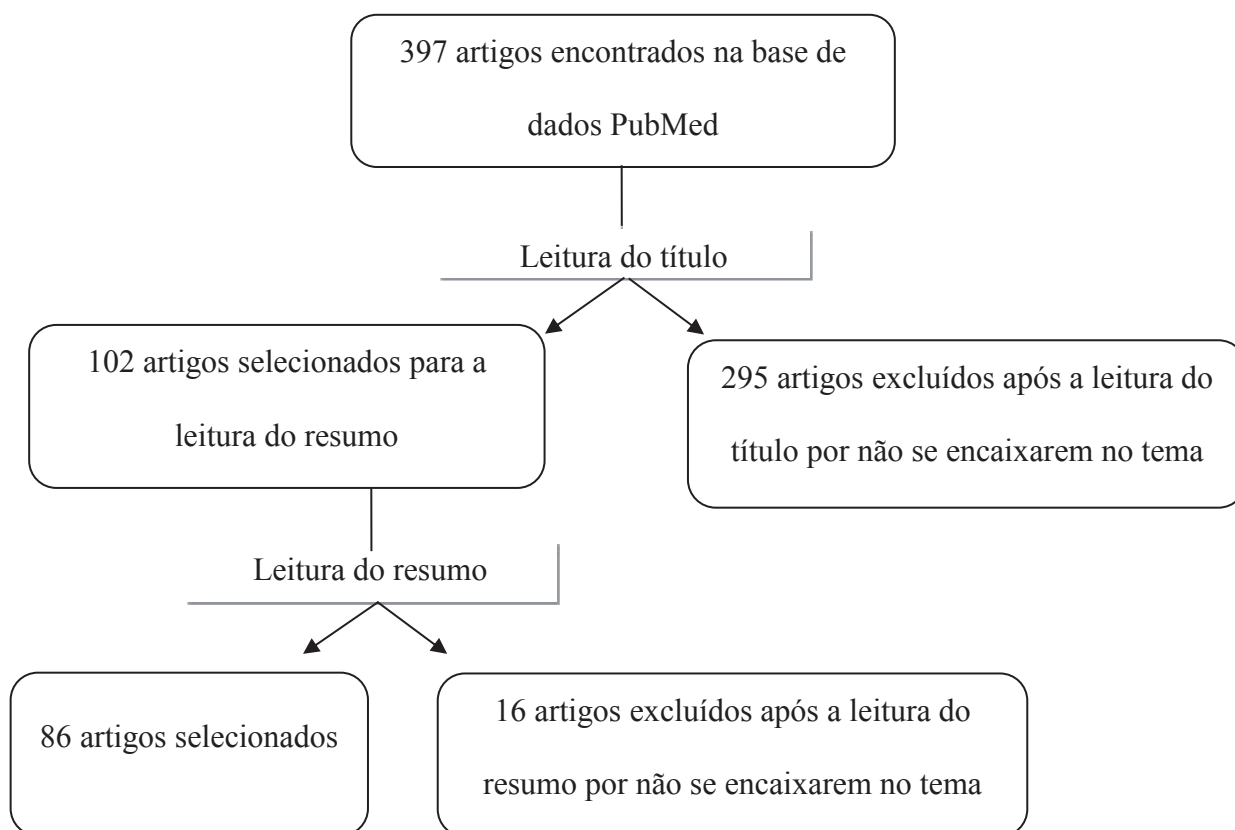 397 artigos encontrados na base de
dados PubMed
Leitura do título
102 artigos selecionados para a
leitura do resumo
295 artigos excluídos após a leitura do
título por não se encaixarem no tema
Leitura do resumo
86 artigos selecionados
16 artigos excluídos após a leitura do
resumo por não se encaixarem no tema